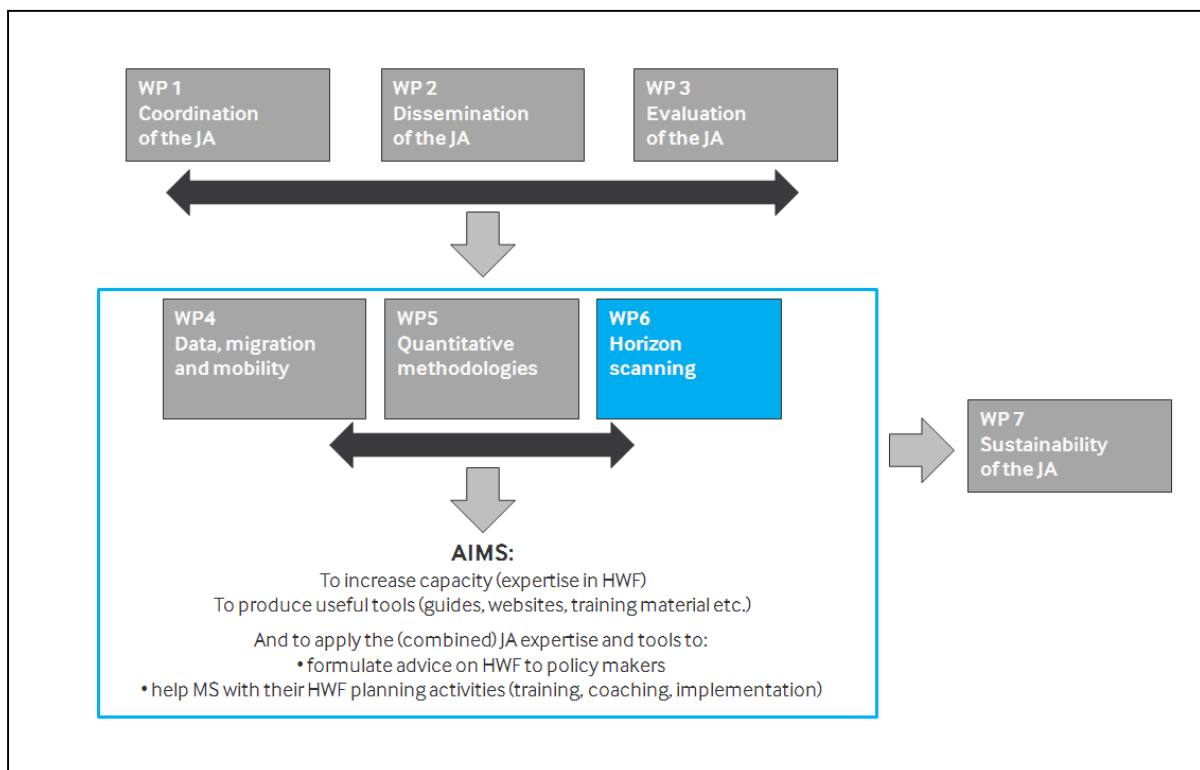 WP 1
Coordination
of the JA
WP 2
Dissemination
of the JA
WP 3
Evaluation
of the JA
WP4
Data, migration
and mobility
WP5
Quantitative
methodologies
WP6
Horizon
scanning
WP 7
Sustainability
of the JA
AIMS:
To increase capacity (expertise in HWF)
To produce useful tools (guides, websites, training material etc.)
And to apply the (combined) JA expertise and tools to:
• formulate advice on HWF to policy makers
• help MS with their HWF planning activities (training, coaching, implementation)